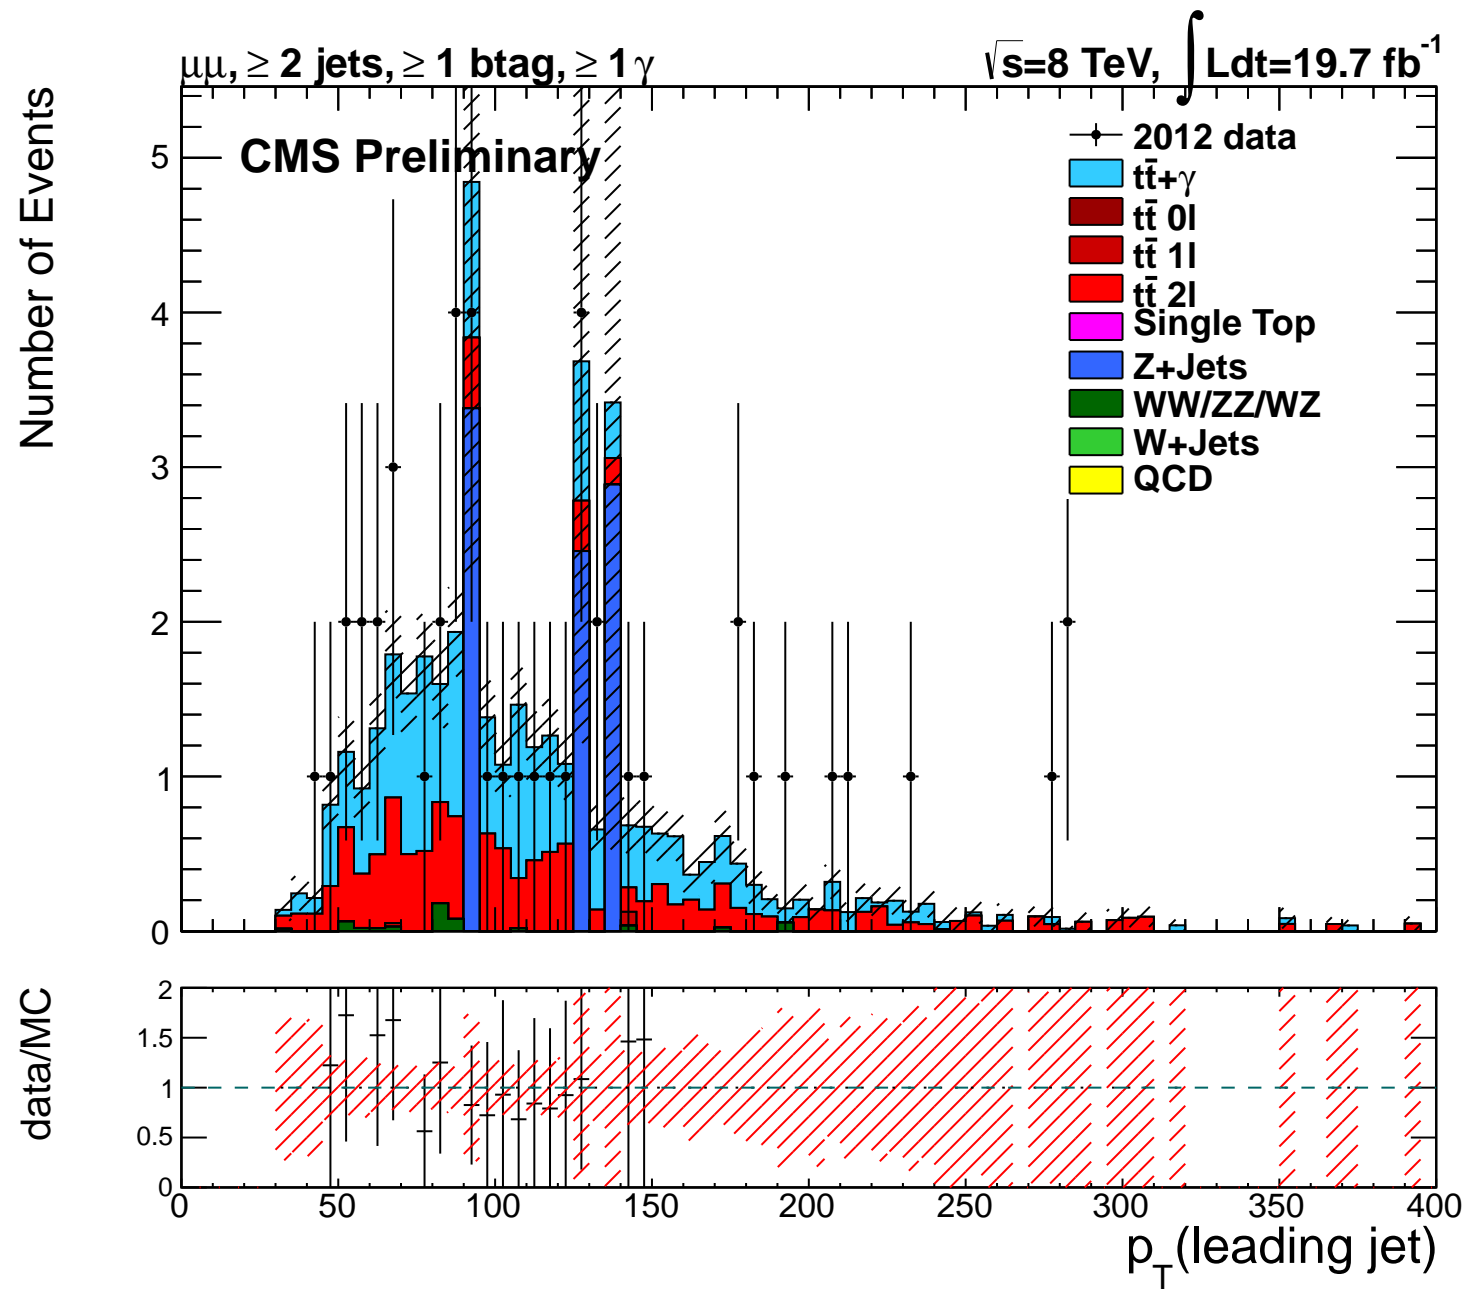 μμ, ≥ 2 jets, ≥ 1 btag, ≥ 1 γ
√s=8 TeV, ∫Ldt=19.7 fb⁻¹
CMS Preliminary
2012 data
tt̄+γ
tt̄ 0l
tt̄ 1l
tt̄ 2l
Single Top
Z+Jets
WW/ZZ/WZ
W+Jets
QCD
Number of Events
5
4
3
2
1
0
data/MC
2
1.5
1
0.5
0
0 50 100 150 200 250 300 350 400
p_T(leading jet)